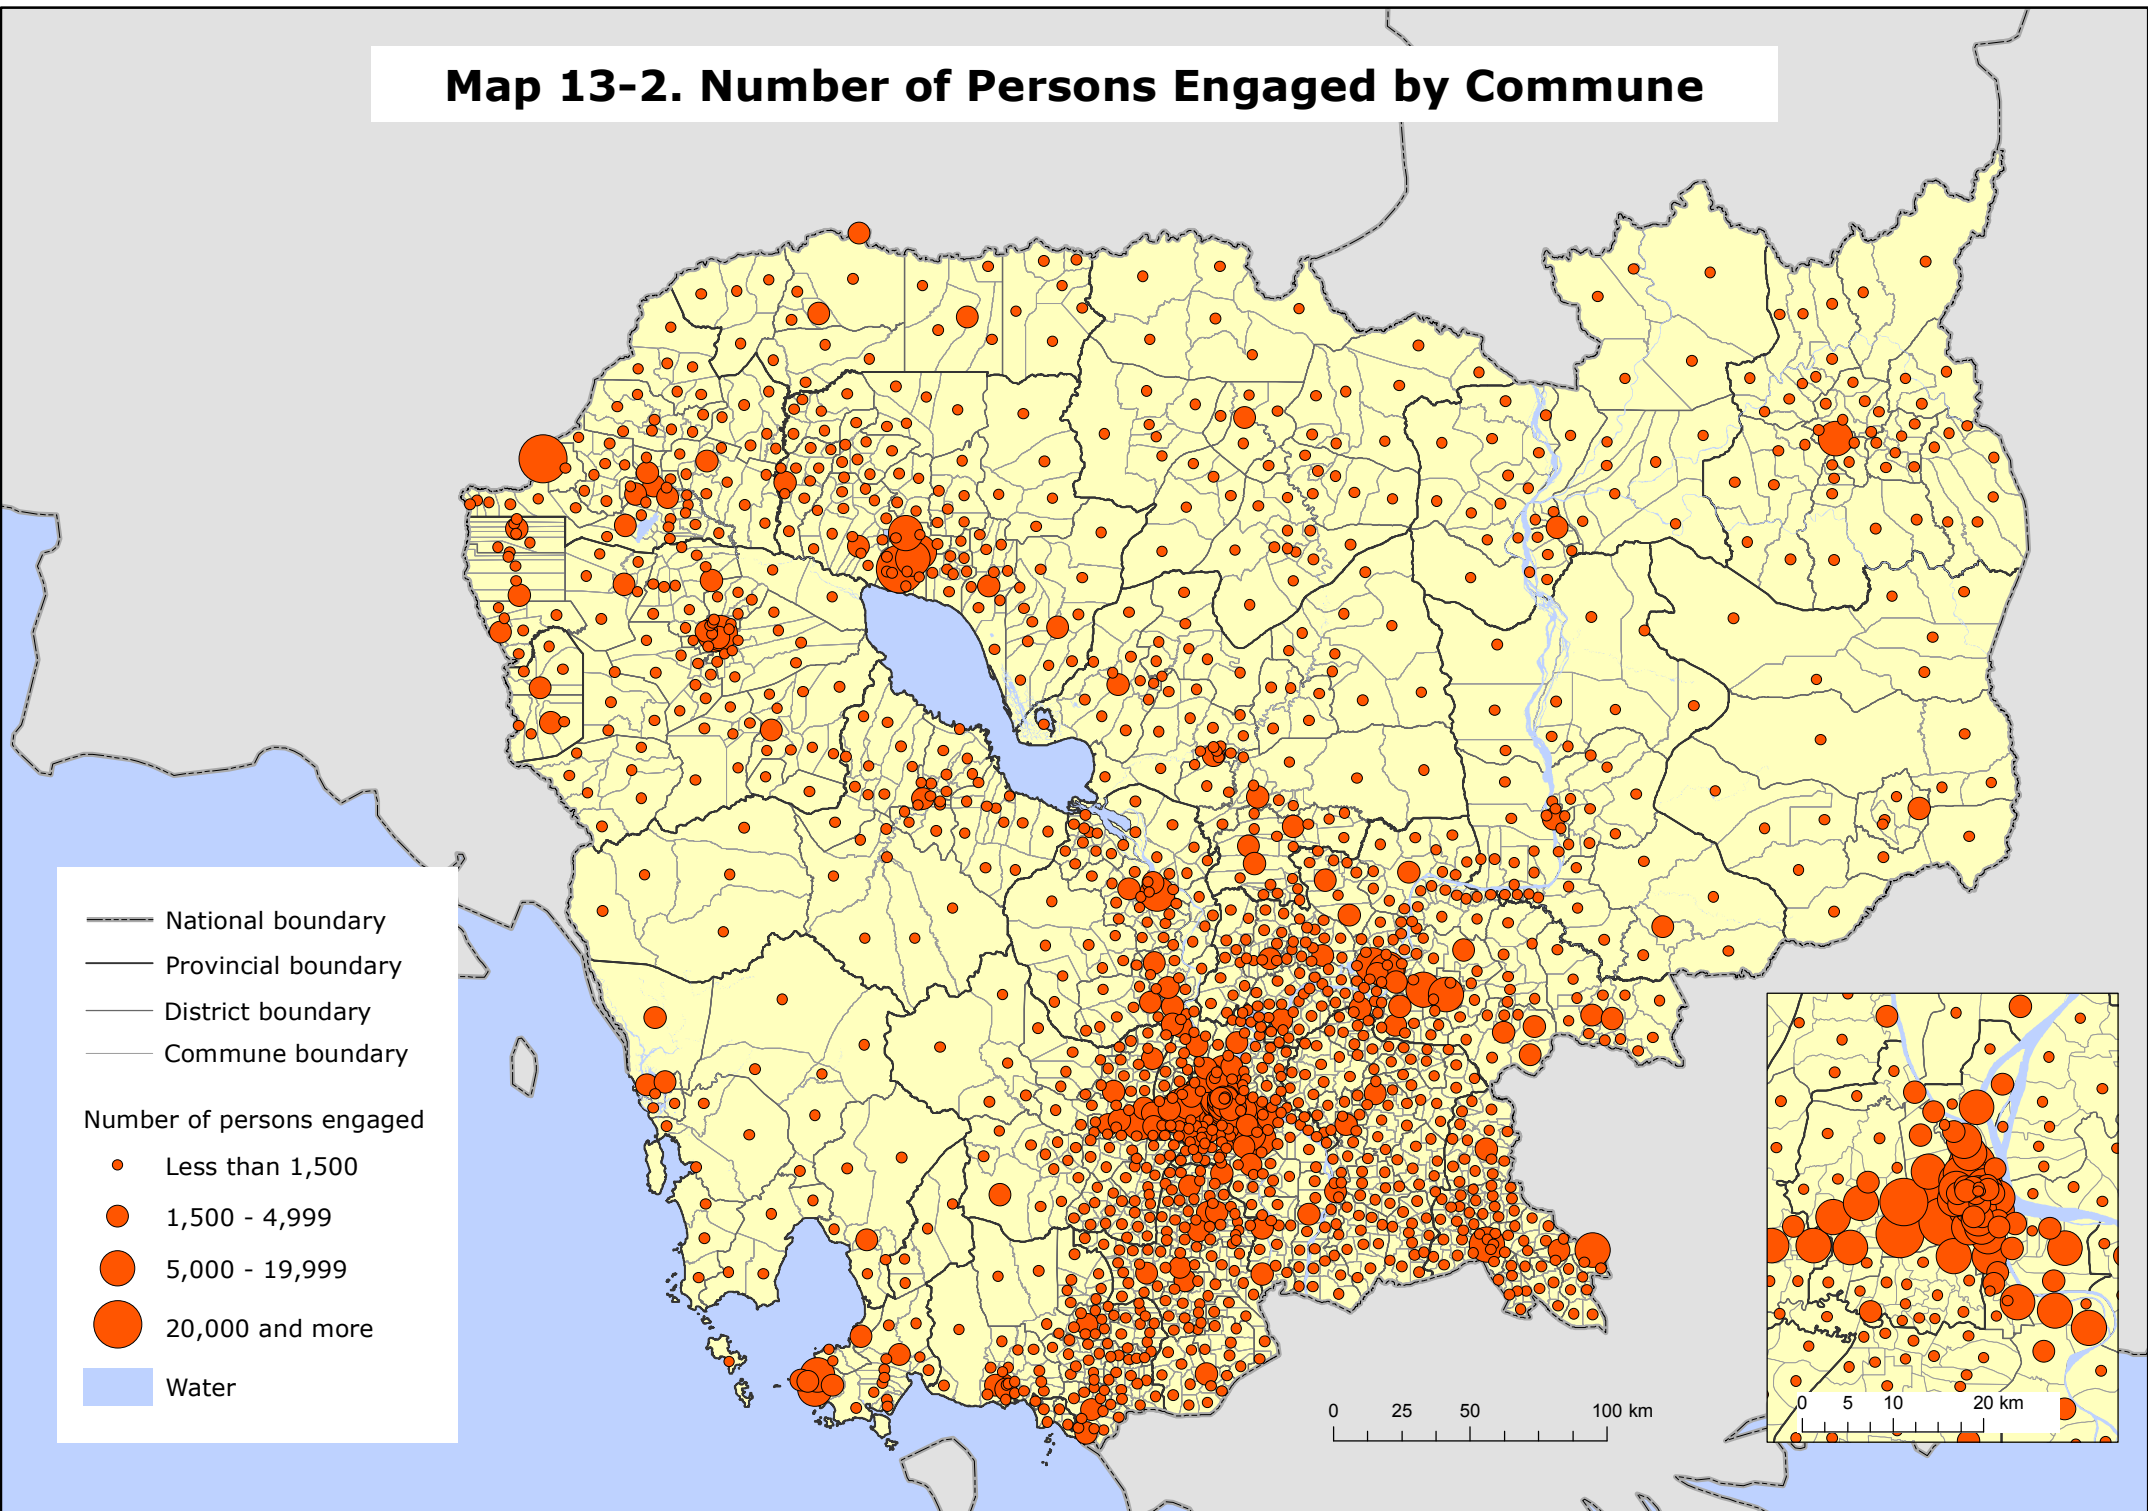 Map 13-2. Number of Persons Engaged by Commune
National boundary
Provincial boundary
District boundary
Commune boundary
Number of persons engaged
Less than 1,500
1,500 - 4,999
5,000 - 19,999
20,000 and more
Water
0 25 50 100 km
0 5 10 20 km